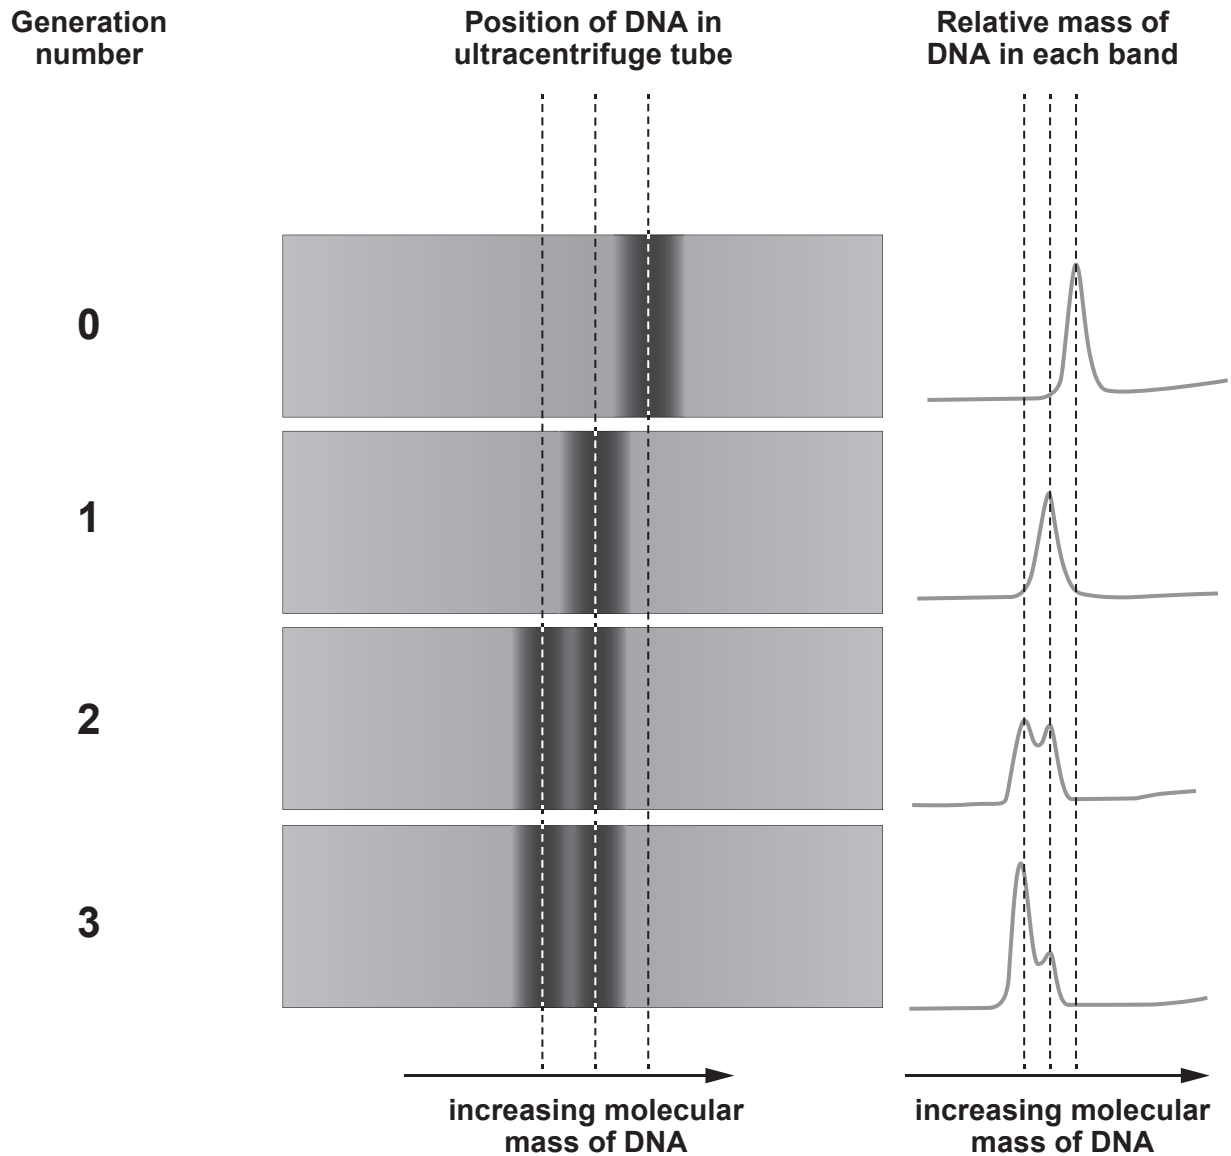 Generation
number
Position of DNA in
ultracentrifuge tube
Relative mass of
DNA in each band
0
1
2
3
increasing molecular
mass of DNA
increasing molecular
mass of DNA